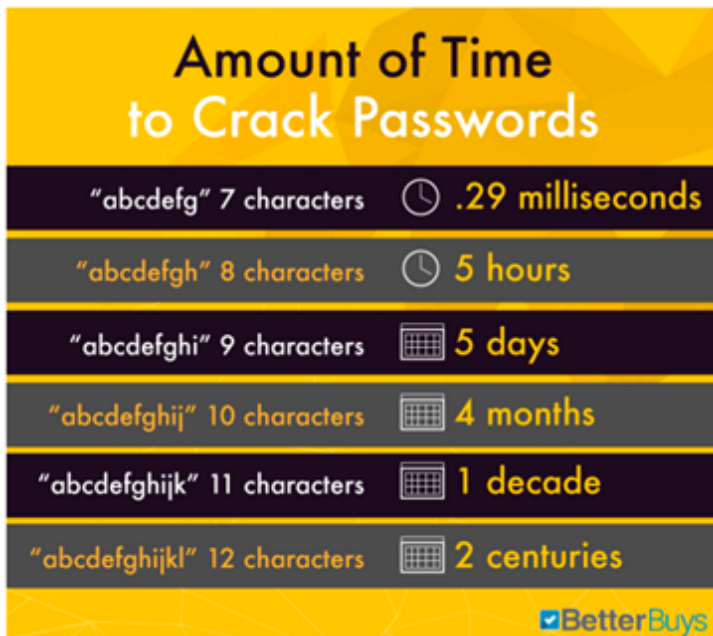 Amount of Time
to Crack Passwords
“abcdefg” 7 characters .29 milliseconds
“abcdefgh” 8 characters 5 hours
“abcdefghi” 9 characters 5 days
“abcdefghij” 10 characters 4 months
“abcdefghijk” 11 characters 1 decade
“abcdefghijkl” 12 characters 2 centuries
BetterBuys